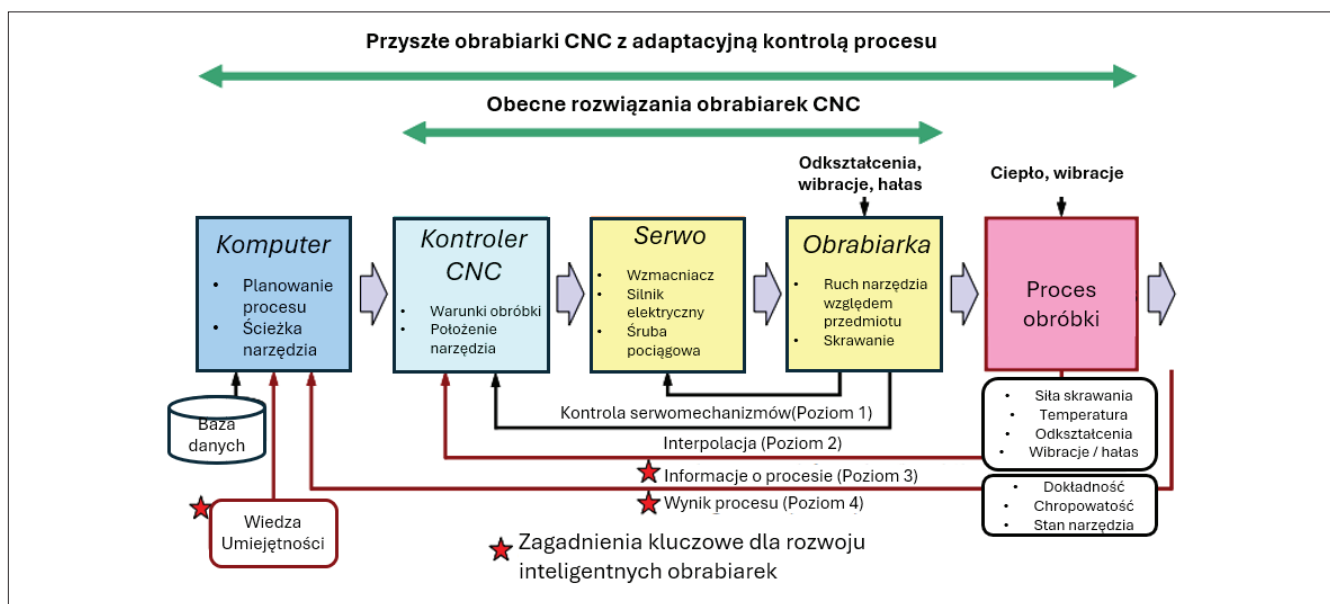 Przyszłe obrabiarki CNC z adaptacyjną kontrolą procesu
Obecne rozwiązania obrabiarek CNC
Odkształcenia,
wibracje, hałas
Ciepło, wibracje
Komputer
• Planowanie
procesu
• Ścieżka
narzędzia
Kontroler
CNC
• Warunki obróbki
• Położenie
narzędzia
Serwo
• Wzmacniacz
• Silnik
elektryczny
• Śruba
pociągowa
Obrabiarka
• Ruch narzędzia
względem
przedmiotu
• Skrawanie
Proces
obróbki
Baza
danych
Wiedza
Umiejętności
Kontrola serwomechanizmów(Poziom 1)
Interpolacja (Poziom 2)
Informacje o procesie (Poziom 3)
Wynik procesu (Poziom 4)
• Siła skrawania
• Temperatura
• Odkształcenia
• Wibracje / hałas
• Dokładność
• Chropowatość
• Stan narzędzia
Zagadnienia kluczowe dla rozwoju
inteligentnych obrabiarek